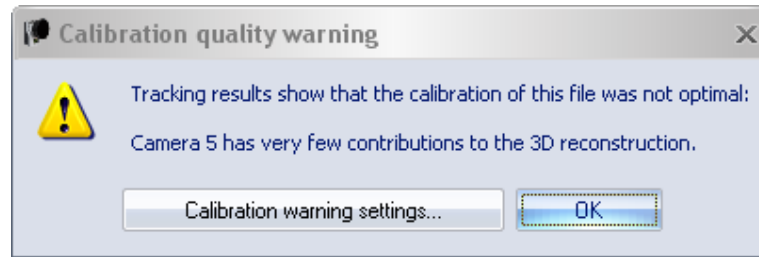 Calibration quality warning
Tracking results show that the calibration of this file was not optimal:
Camera 5 has very few contributions to the 3D reconstruction.
Calibration warning settings... OK